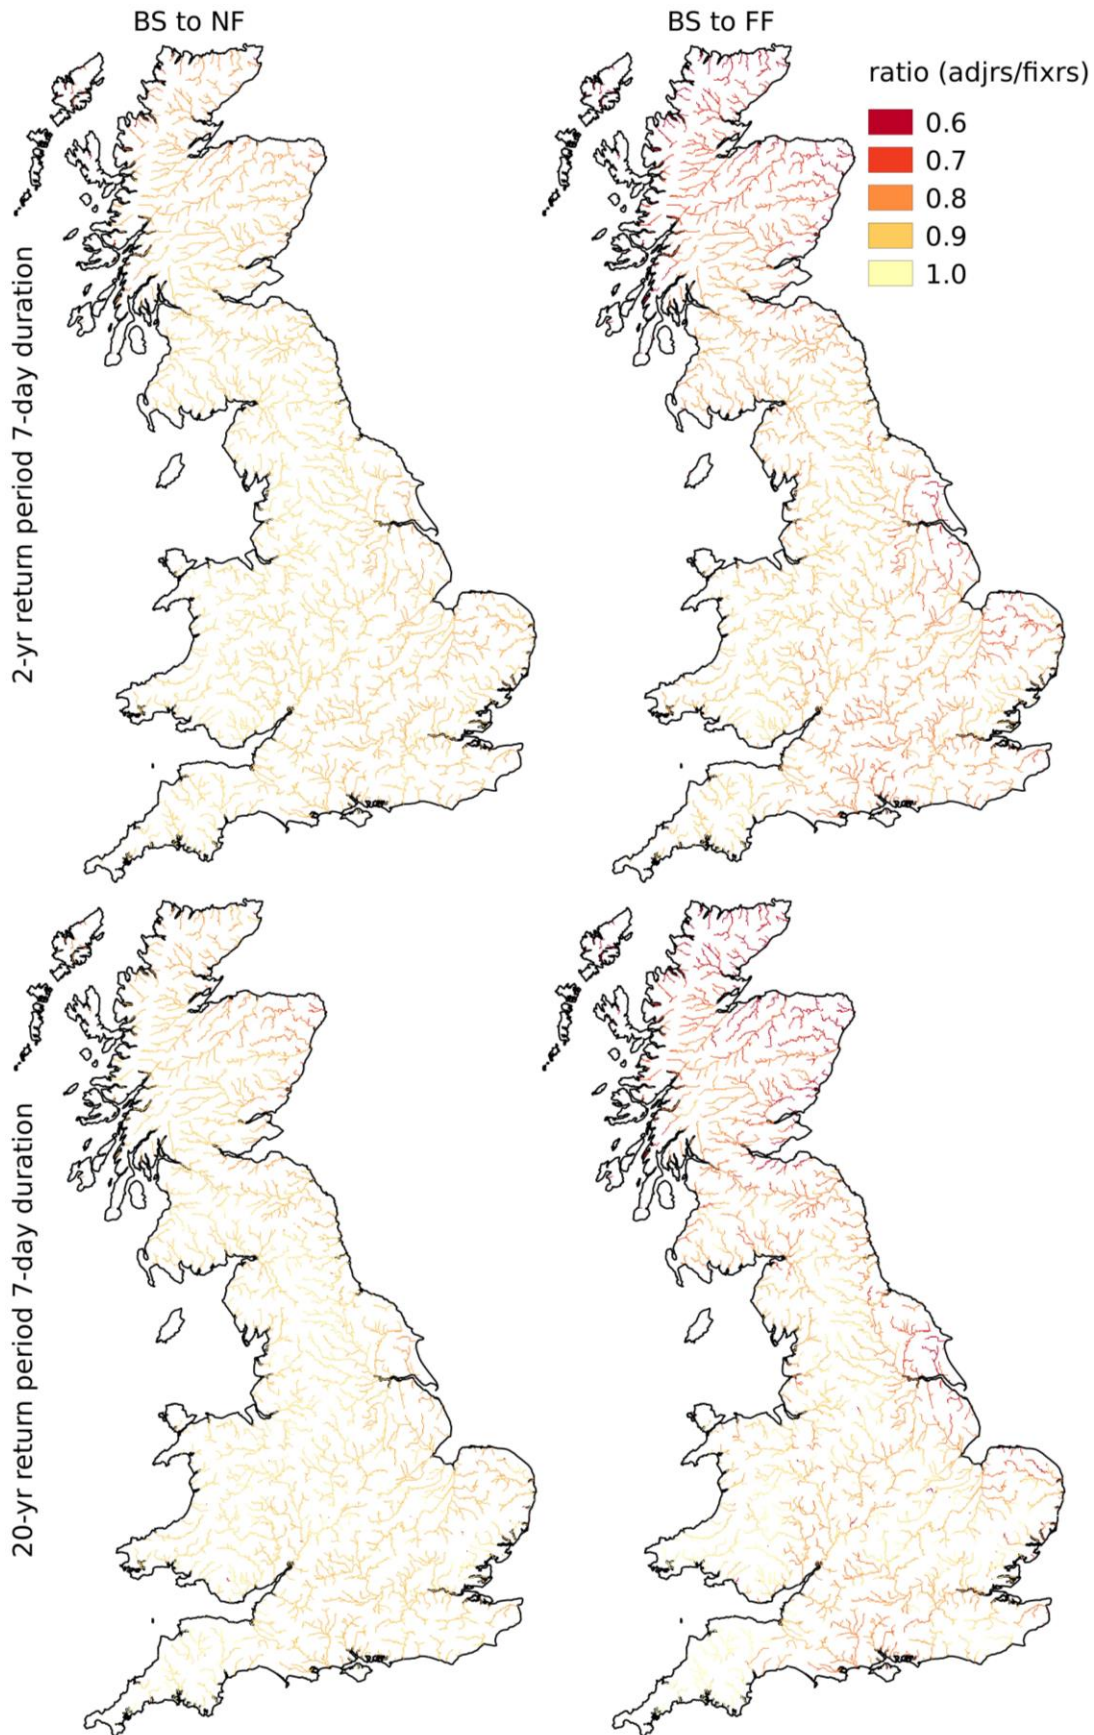 BS to NF
BS to FF
ratio (adjrs/fixrs)
0.6
0.7
0.8
0.9
1.0
2-yr return period 7-day duration
20-yr return period 7-day duration